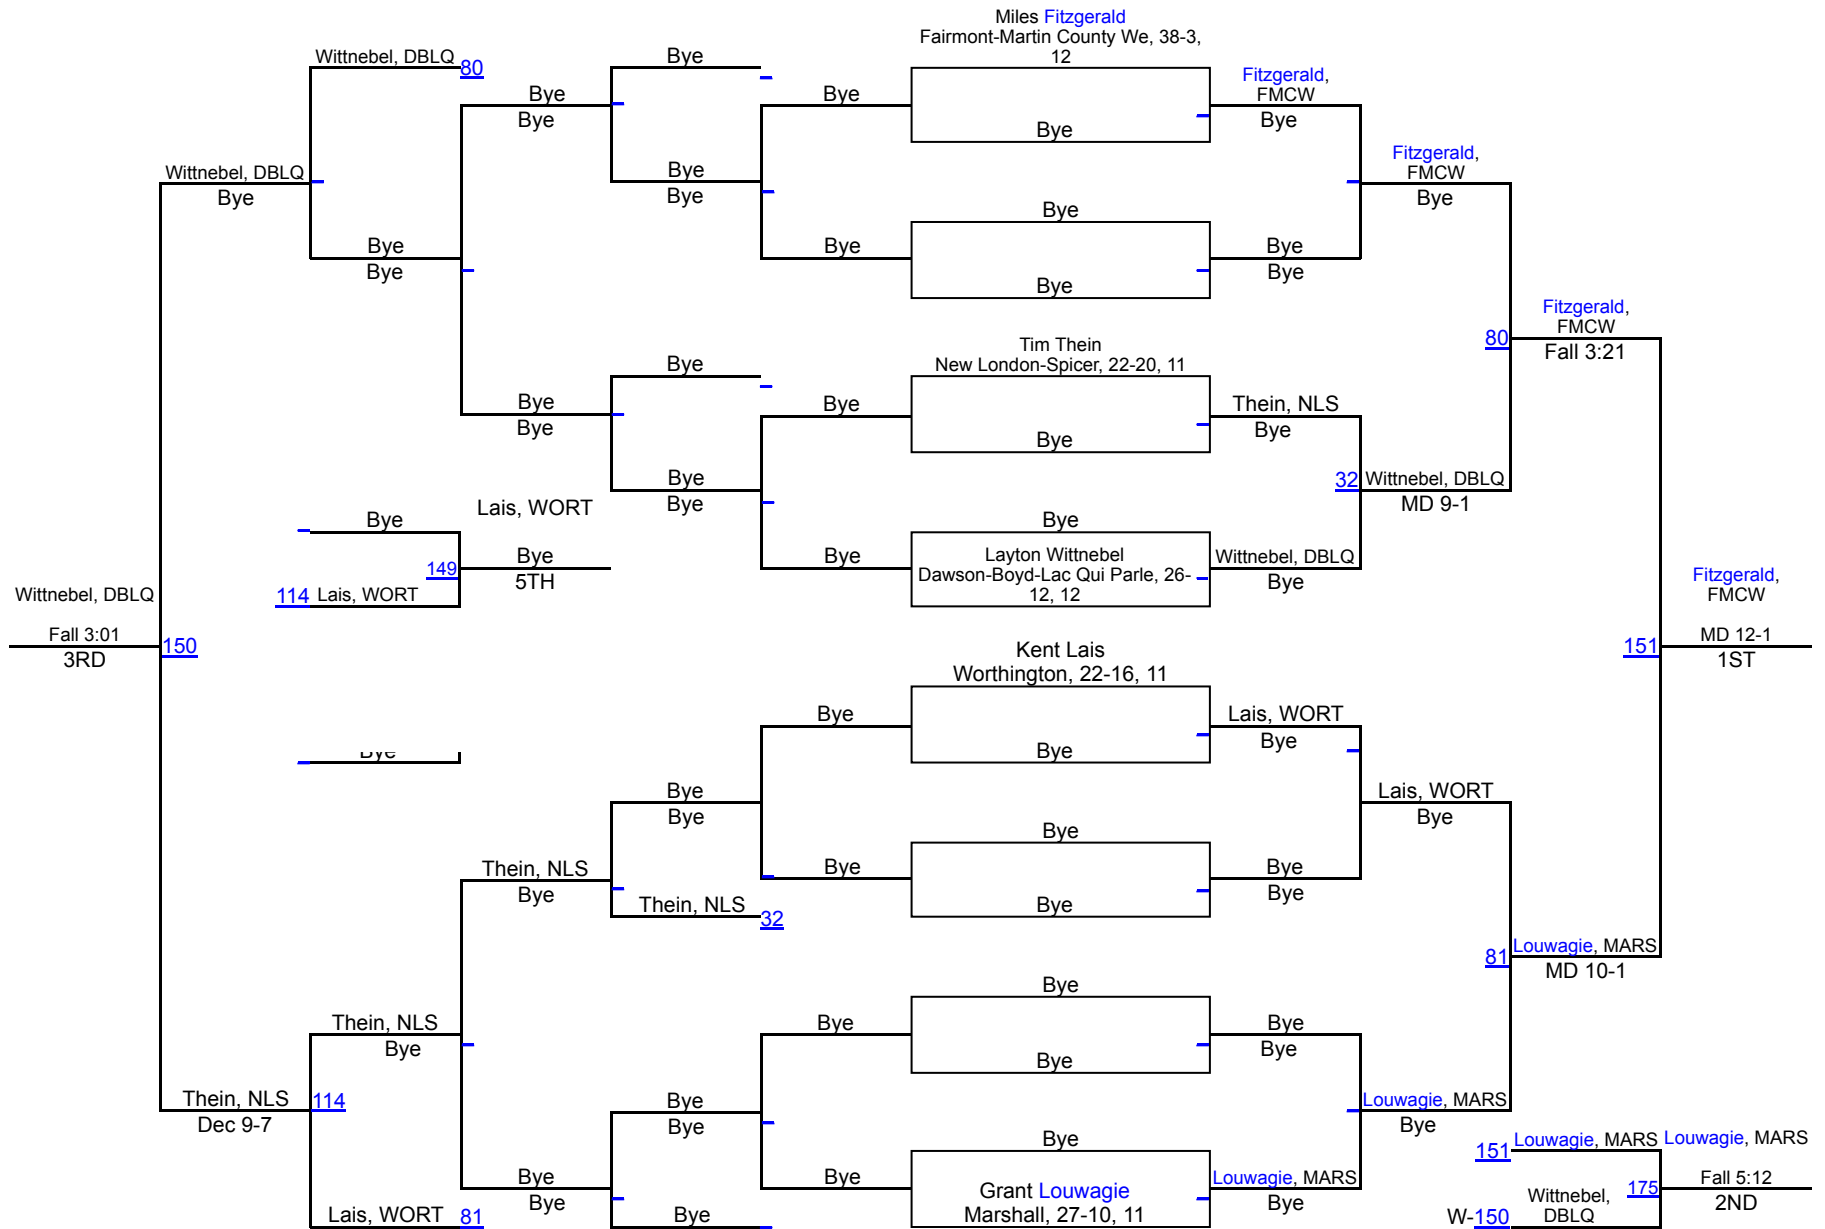 Miles Fitzgerald
Fairmont-Martin County We, 38-3,
12
Wittnebel, DBLQ 80
Bye
Fitzgerald,
FMCW
Bye
Bye
Bye
Bye
Bye
Bye
Bye
Fitzgerald,
FMCW
Bye
Wittnebel, DBLQ
Bye
Bye
Bye
Bye
Bye
Bye
Bye
Bye
Bye
Bye
Fitzgerald,
FMCW
80
Fall 3:21
Tim Thein
New London-Spicer, 22-20, 11
Bye
Bye
Bye
Bye
Thein, NLS
Bye
Bye
Bye
Bye
32 Wittnebel, DBLQ
MD 9-1
Lais, WORT
Bye
Bye
149
Bye
5TH
114 Lais, WORT
Bye
Layton Wittnebel
Dawson-Boyd-Lac Qui Parle, 26-
12, 12
Wittnebel, DBLQ
Bye
Wittnebel, DBLQ
Fall 3:01
3RD
150
Fitzgerald,
FMCW
151
MD 12-1
1ST
Kent Lais
Worthington, 22-16, 11
Bye
Lais, WORT
Bye
Bye
Bye
Bye
Bye
Lais, WORT
Bye
Bye
Thein, NLS
Bye
Bye
Bye
Bye
Bye
Thein, NLS 32
81 Louwagie, MARS
MD 10-1
Bye
Thein, NLS
Bye
Bye
Bye
Bye
Bye
Thein, NLS 114
Dec 9-7
Bye
Bye
Louwagie, MARS
Bye
Bye
Bye
Bye
Bye
Grant Louwagie
Marshall, 27-10, 11
Louwagie, MARS
Bye
151 Louwagie, MARS
Louwagie, MARS
175
Fall 5:12
2ND
Wittnebel,
DBLQ
W-150
Lais, WORT 81
Bye